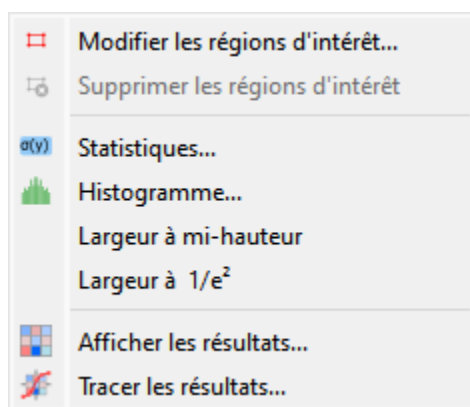 Modifier les régions d'intérêt...
Supprimer les régions d'intérêt
σ(y) Statistiques...
Histogramme...
Largeur à mi-hauteur
Largeur à 1/e²
Afficher les résultats...
Tracer les résultats...